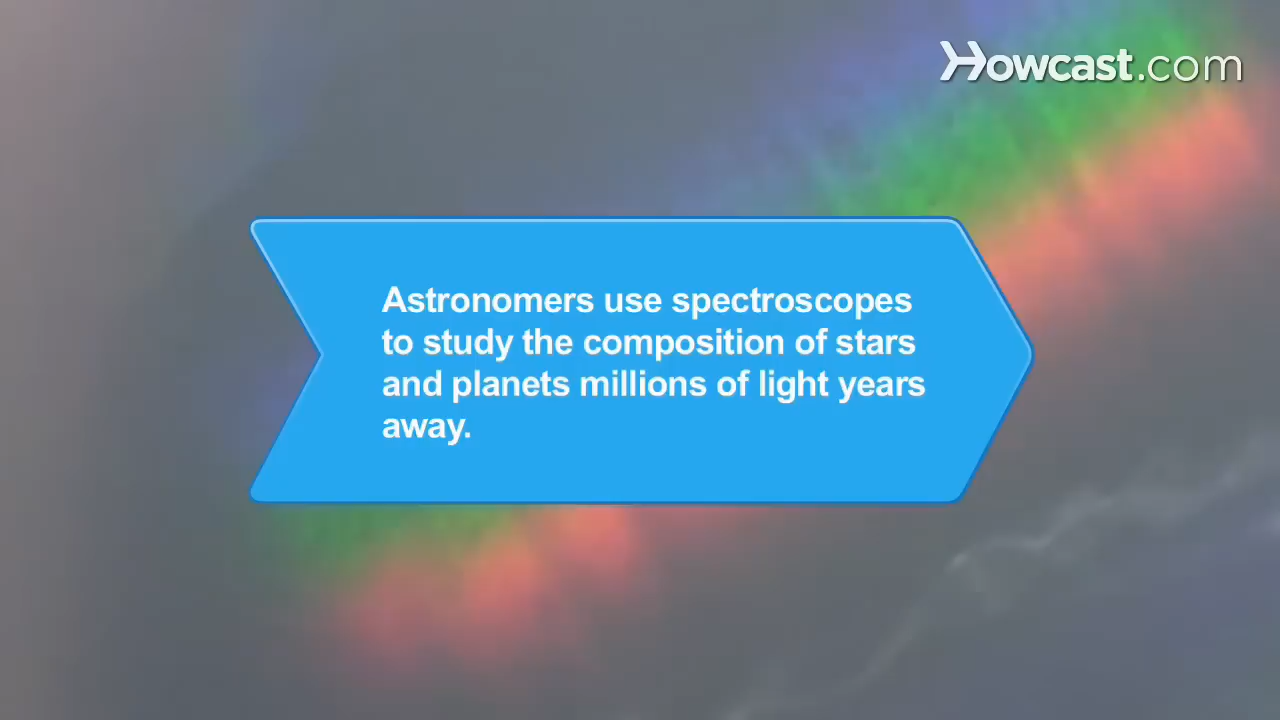 Howcast.com
Astronomers use spectroscopes
to study the composition of stars
and planets millions of light years
away.